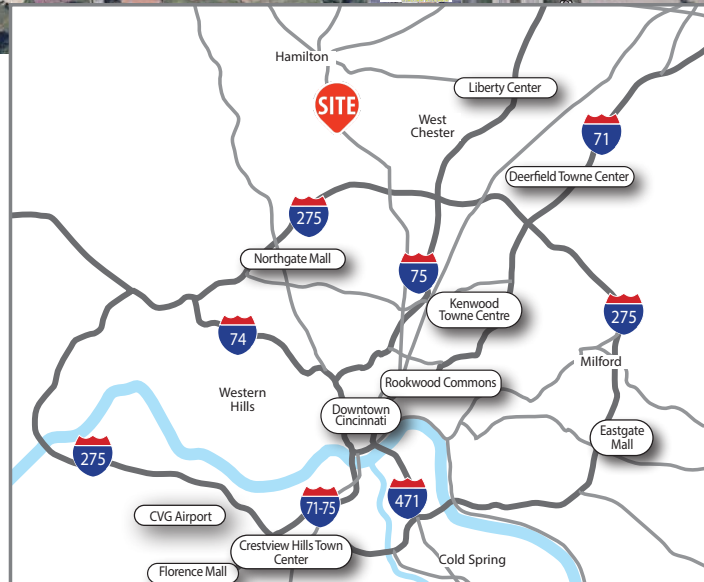 Hamilton
Liberty Center
SITE
West
Chester
71
Deerfield Towne Center
275
Northgate Mall
75
Kenwood
Towne Centre
275
74
Milford
Rookwood Commons
Western
Hills
Downtown
Cincinnati
Eastgate
Mall
275
71-75
471
CVG Airport
Crestview Hills Town
Center
Cold Spring
Florence Mall